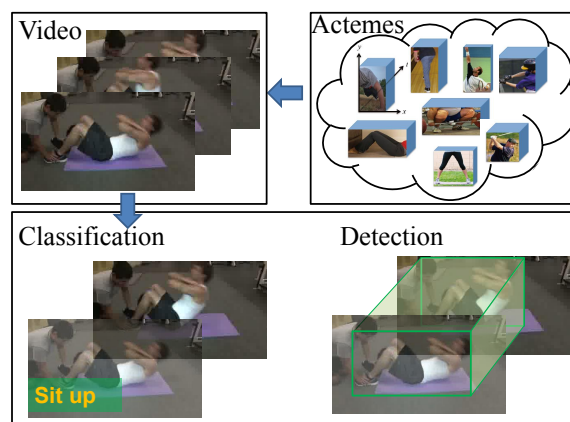 Video
Actemes
y
t
x
Classification
Detection
Sit up